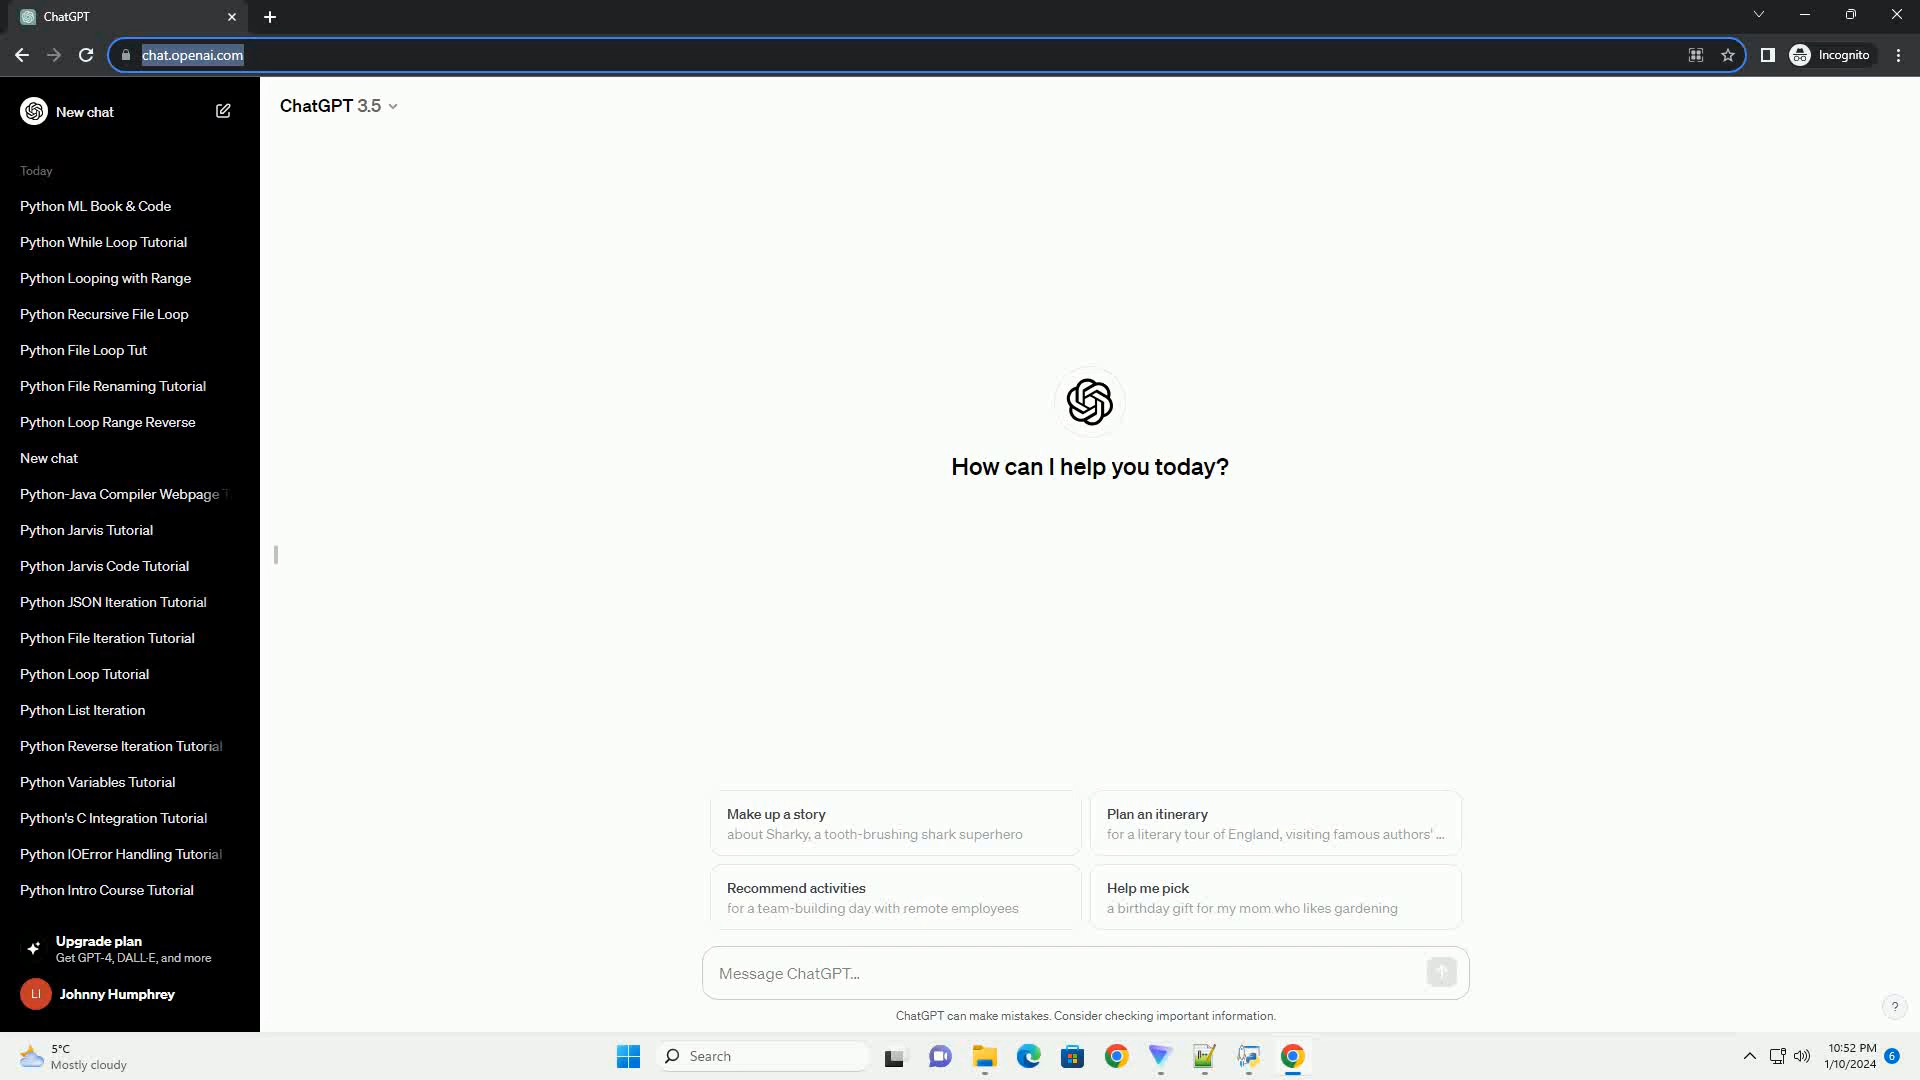 ChatGPT
chat.openai.com
Incognito
New chat
ChatGPT 3.5
Today
Python ML Book & Code
Python While Loop Tutorial
Python Looping with Range
Python Recursive File Loop
Python File Loop Tut
Python File Renaming Tutorial
Python Loop Range Reverse
New chat
Python-Java Compiler Webpage T
Python Jarvis Tutorial
Python Jarvis Code Tutorial
Python JSON Iteration Tutorial
Python File Iteration Tutorial
Python Loop Tutorial
Python List Iteration
Python Reverse Iteration Tutorial
Python Variables Tutorial
Python's C Integration Tutorial
Python IOError Handling Tutorial
Python Intro Course Tutorial
Upgrade plan
Get GPT-4, DALL·E, and more
LI
Johnny Humphrey
How can I help you today?
Make up a story
about Sharky, a tooth-brushing shark superhero
Plan an itinerary
for a literary tour of England, visiting famous authors' ...
Recommend activities
for a team-building day with remote employees
Help me pick
a birthday gift for my mom who likes gardening
Message ChatGPT...
ChatGPT can make mistakes. Consider checking important information.
?
5°C
Mostly cloudy
Search
10:52 PM
1/10/2024
6